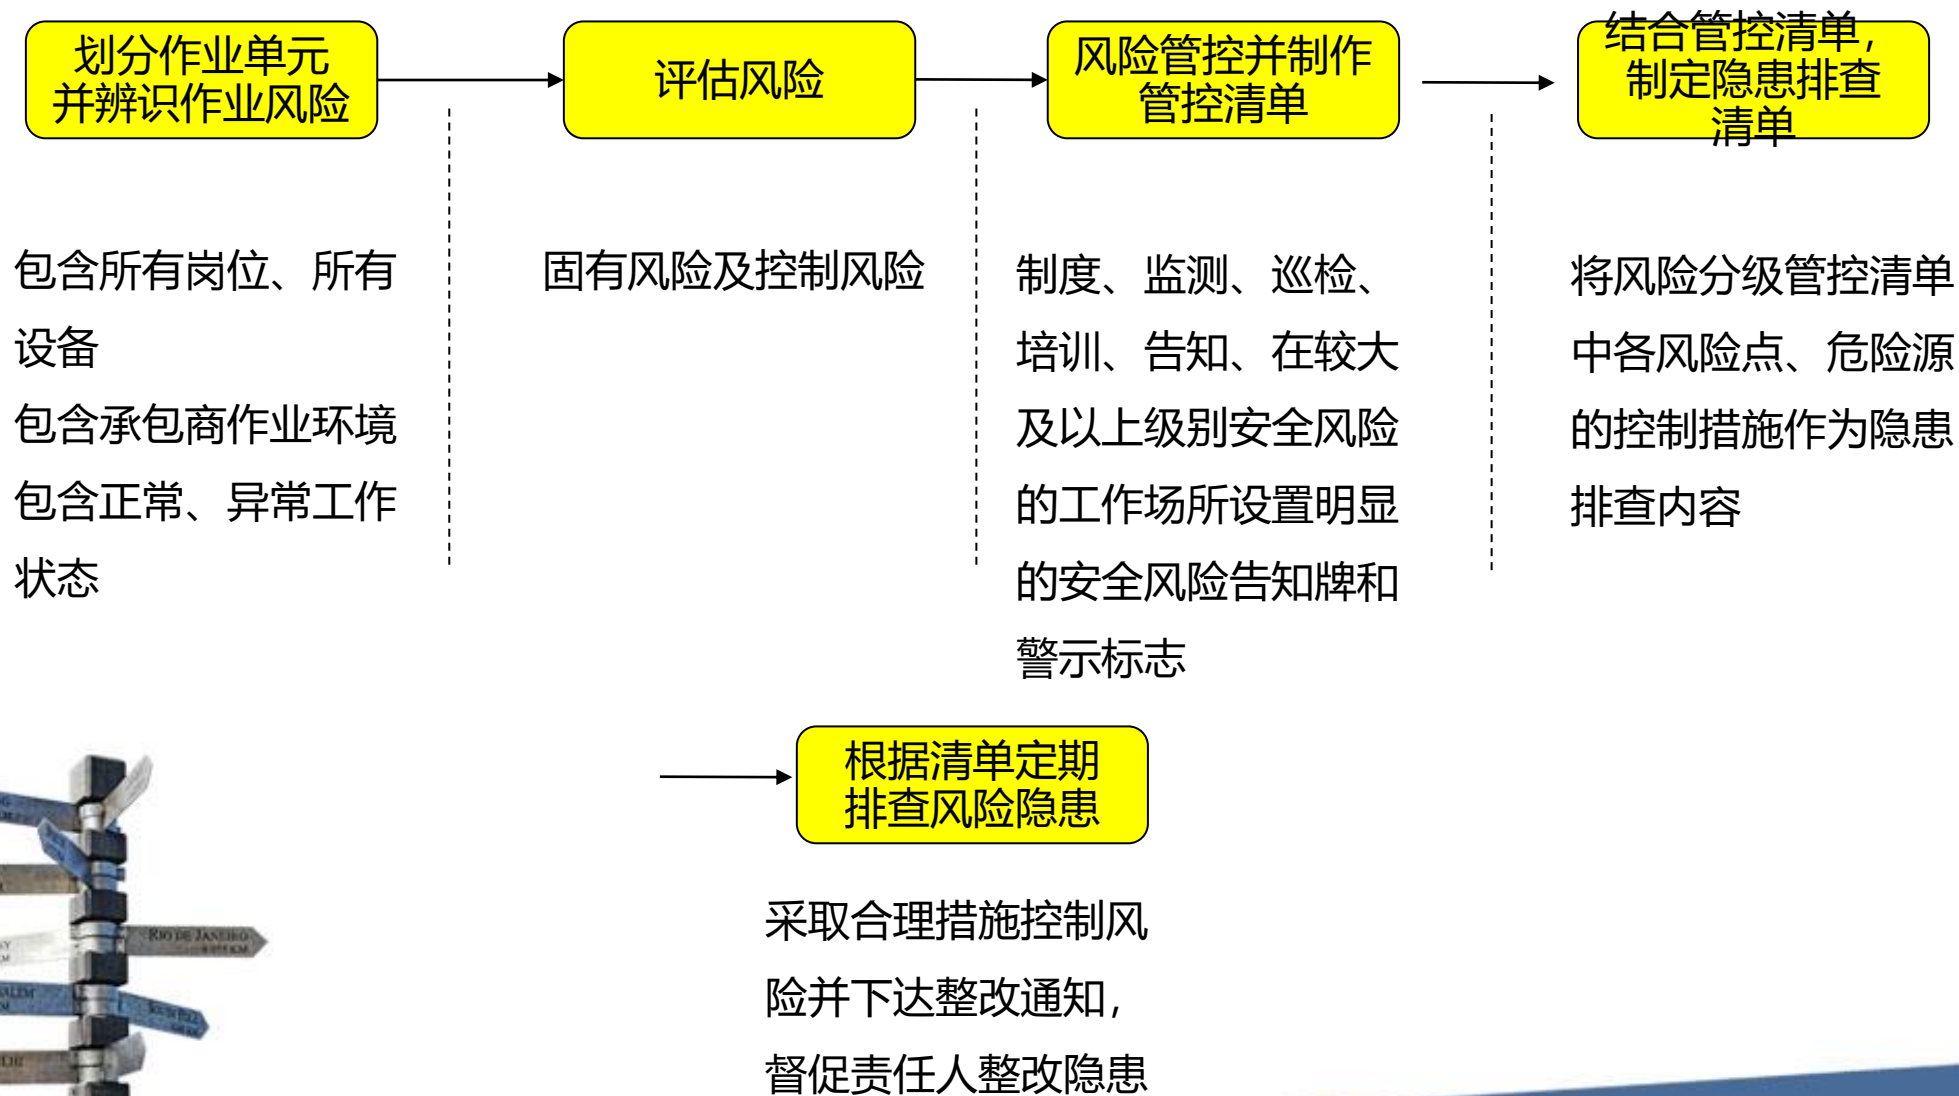 划分作业单元
并辨识作业风险
评估风险
风险管控并制作
管控清单
结合管控清单，
制定隐患排查
清单
包含所有岗位、所有
设备
包含承包商作业环境
包含正常、异常工作
状态
固有风险及控制风险
制度、监测、巡检、
培训、告知、在较大
及以上级别安全风险
的工作场所设置明显
的安全风险告知牌和
警示标志
将风险分级管控清单
中各风险点、危险源
的控制措施作为隐患
排查内容
根据清单定期
排查风险隐患
采取合理措施控制风
险并下达整改通知，
督促责任人整改隐患
RIO DE JANEIRO